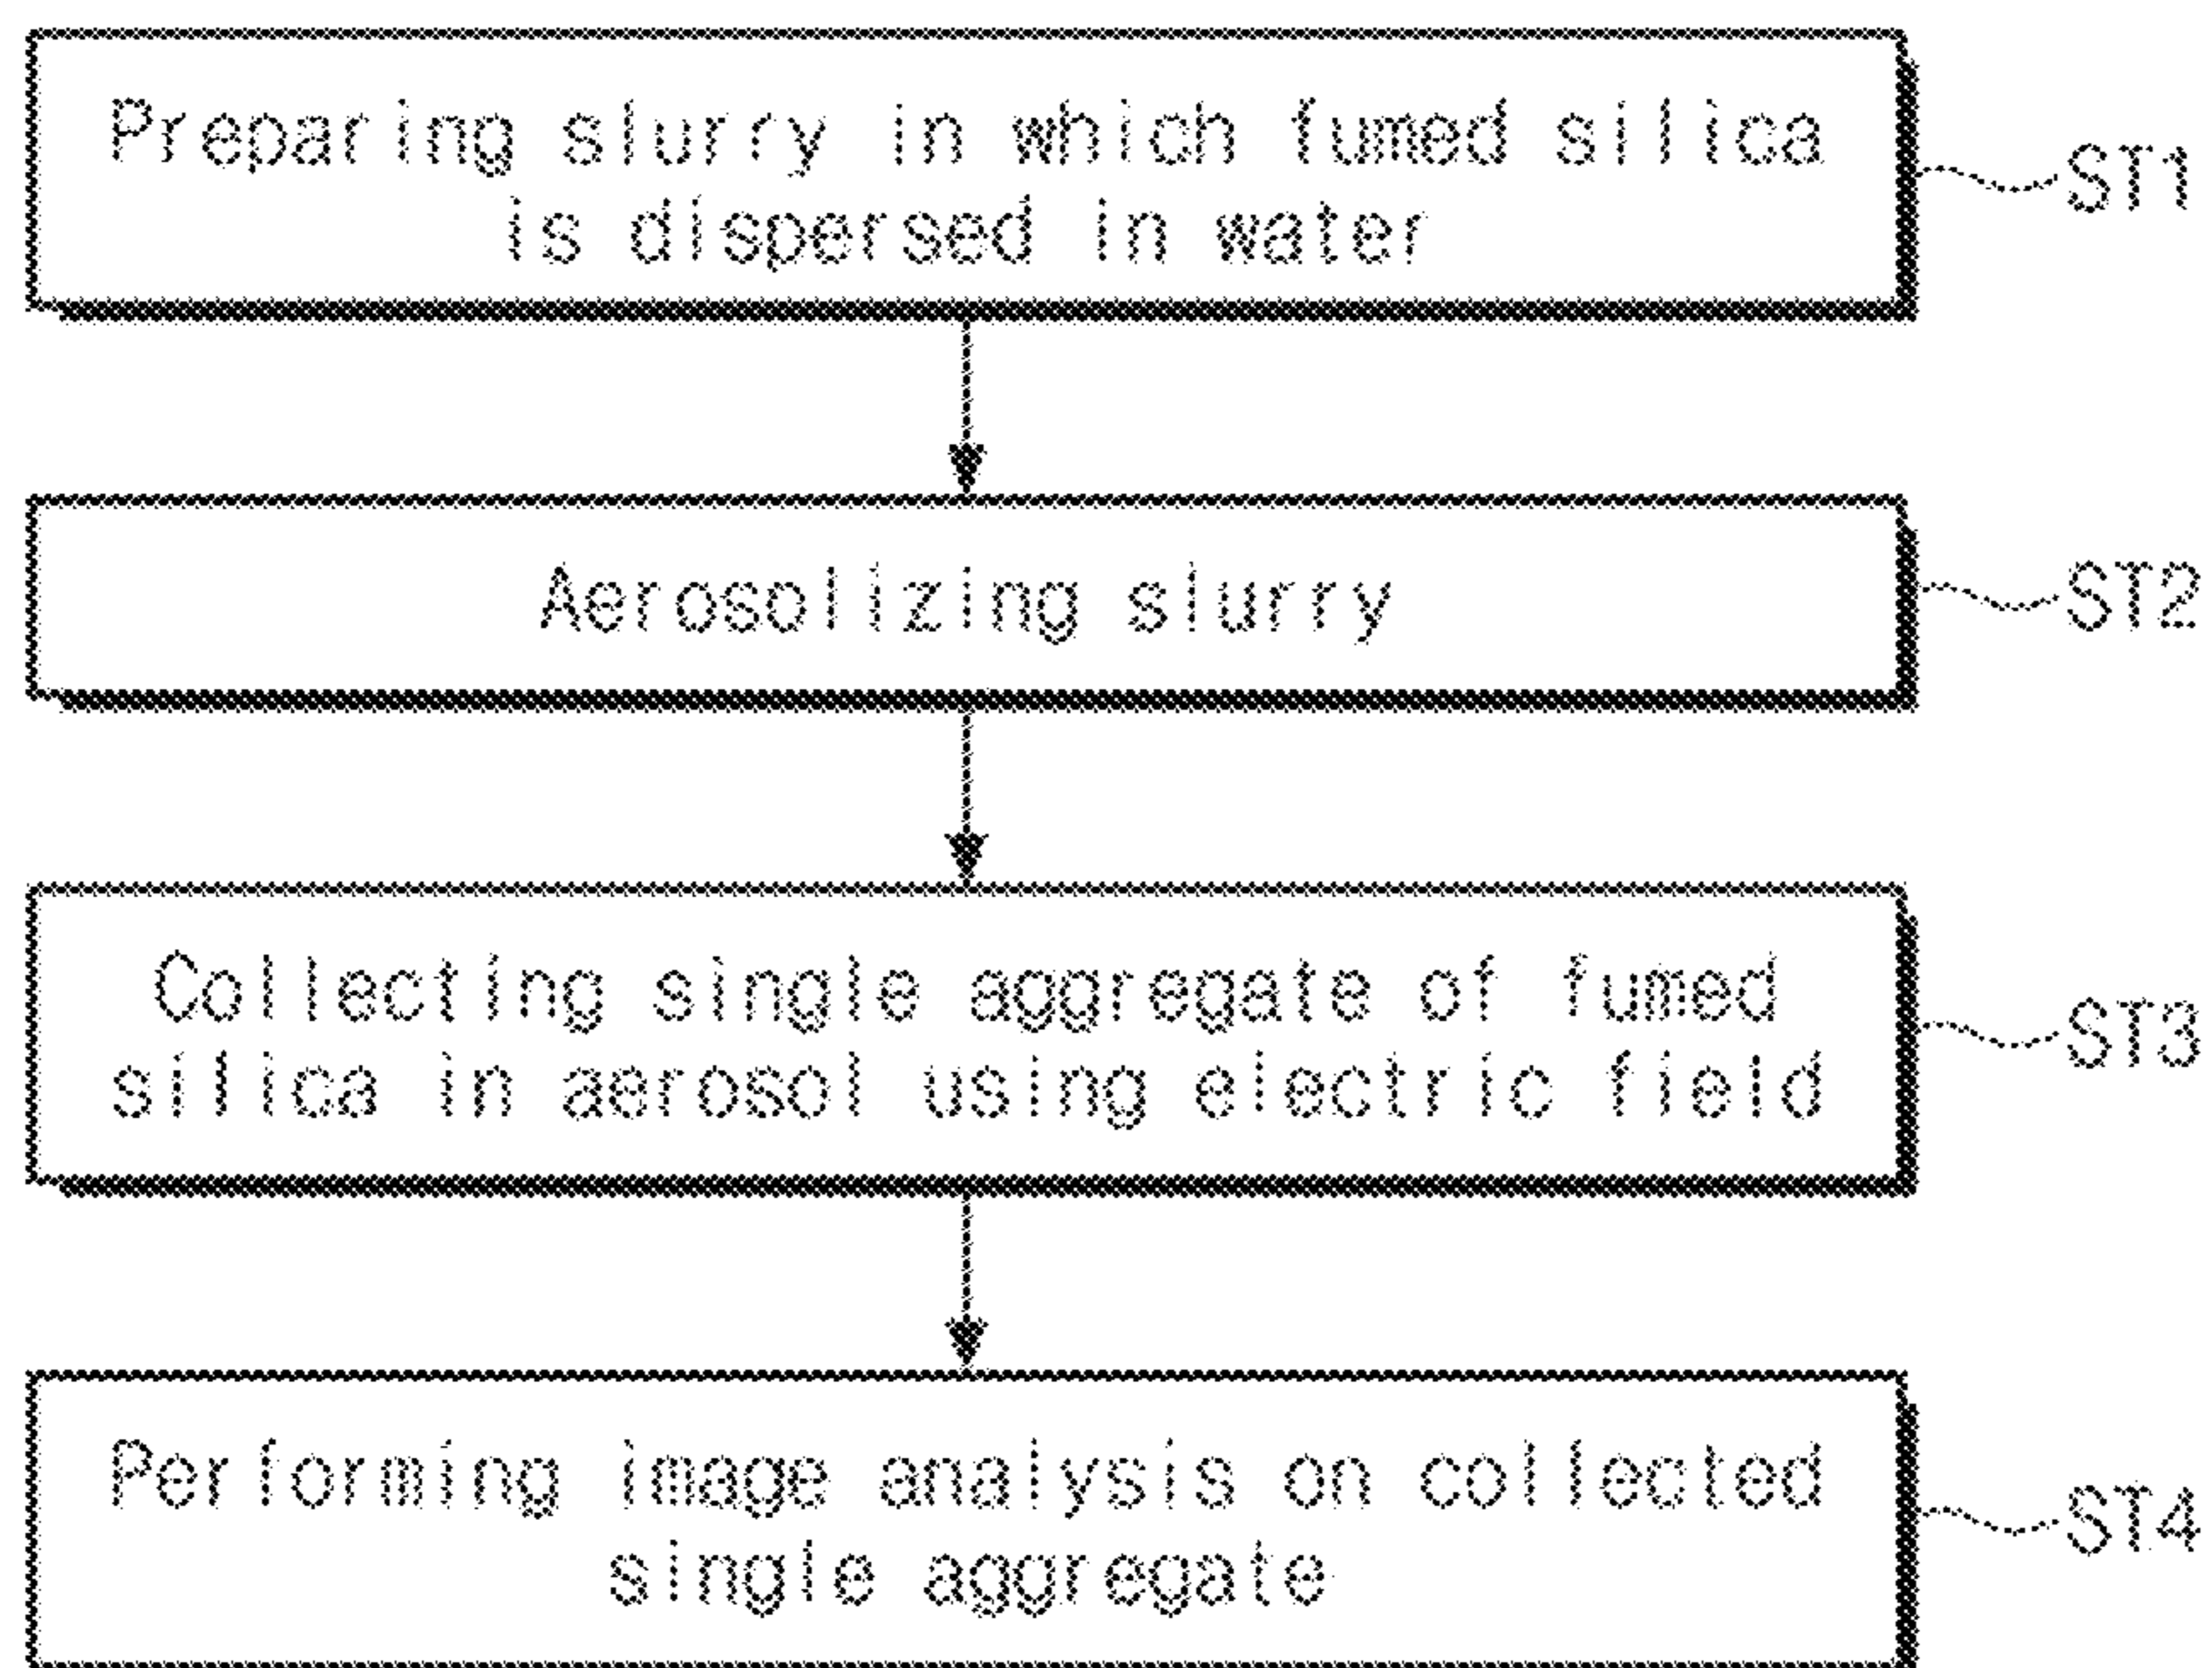 Preparing slurry in which fumed silica
is dispersed in water
ST1
Aerosolizing slurry
ST2
Collecting single aggregate of fumed
silica in aerosol using electric field
ST3
Performing image analysis on collected
single aggregate
ST4